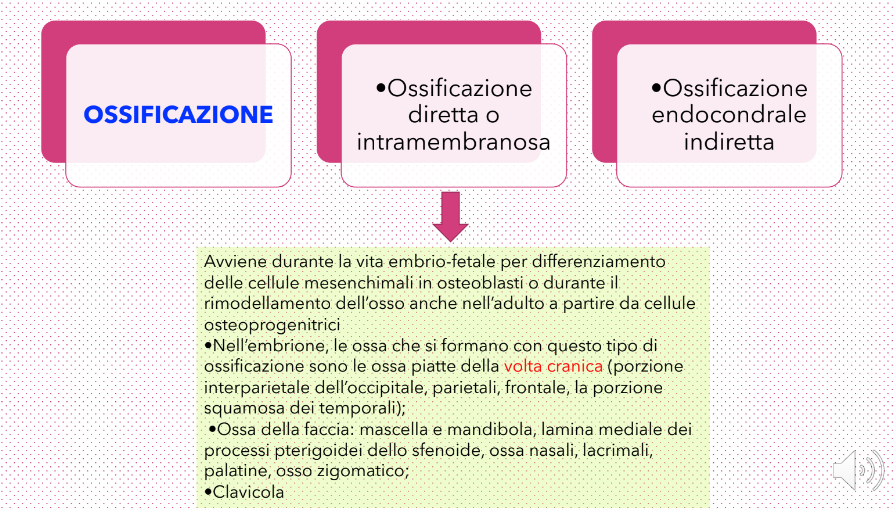 OSSIFICAZIONE
•Ossificazione
diretta o
intramembranosa
•Ossificazione
endocondrale
indiretta
Avviene durante la vita embrio-fetale per differenziamento
delle cellule mesenchimali in osteoblasti o durante il
rimodellamento dell'osso anche nell'adulto a partire da cellule
osteoprogenitrici
•Nell'embrione, le ossa che si formano con questo tipo di
ossificazione sono le ossa piatte della volta cranica (porzione
interparietale dell'occipitale, parietali, frontale, la porzione
squamosa dei temporali);
•Ossa della faccia: mascella e mandibola, lamina mediale dei
processi pterigoidei dello sfenoide, ossa nasali, lacrimali,
palatine, osso zigomatico;
•Clavicola